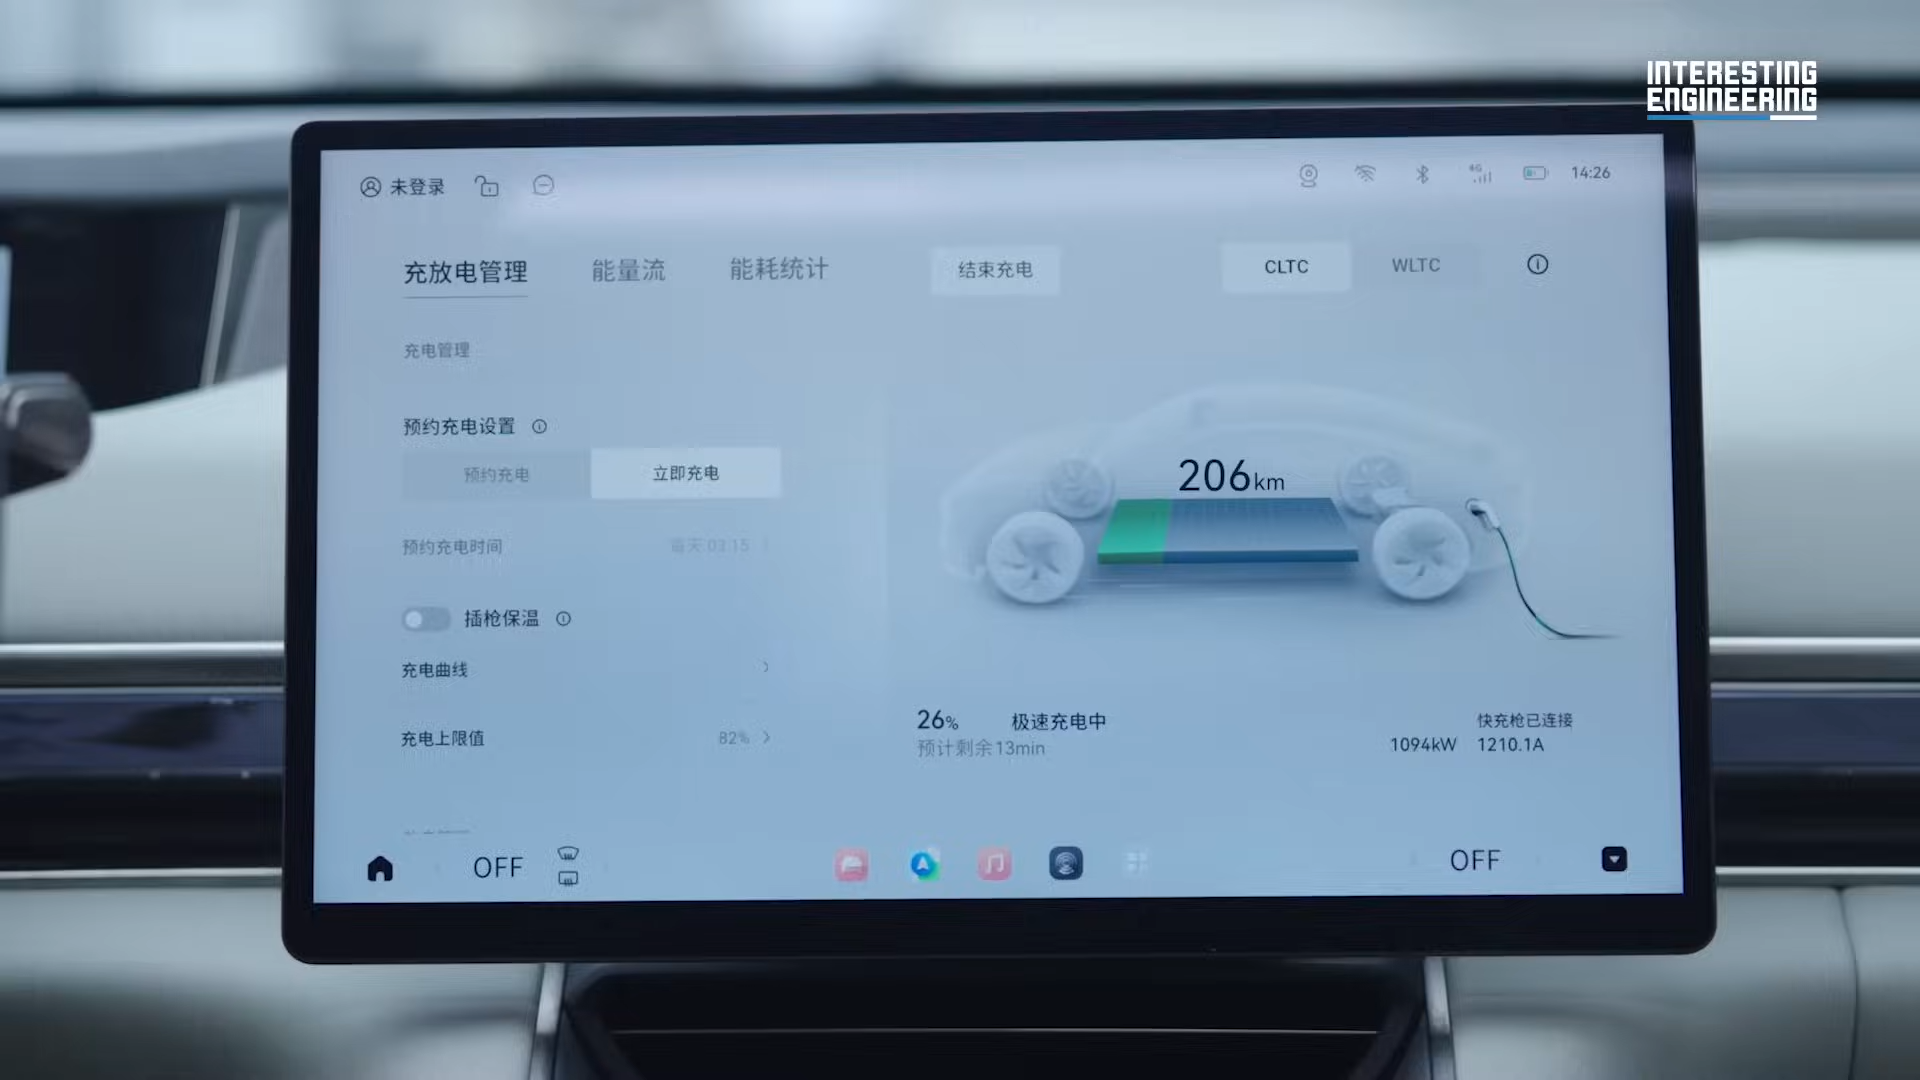 INTERESTING
ENGINEERING
未登录
4G
14:26
充放电管理
能量流
能耗统计
结束充电
CLTC
WLTC
充电管理
预约充电设置
预约充电
立即充电
预约充电时间
03:15
插枪保温
充电曲线
充电上限值
82%
206km
26%
极速充电中
预计剩余13min
快充枪已连接
1094kW
1210.1A
OFF
OFF